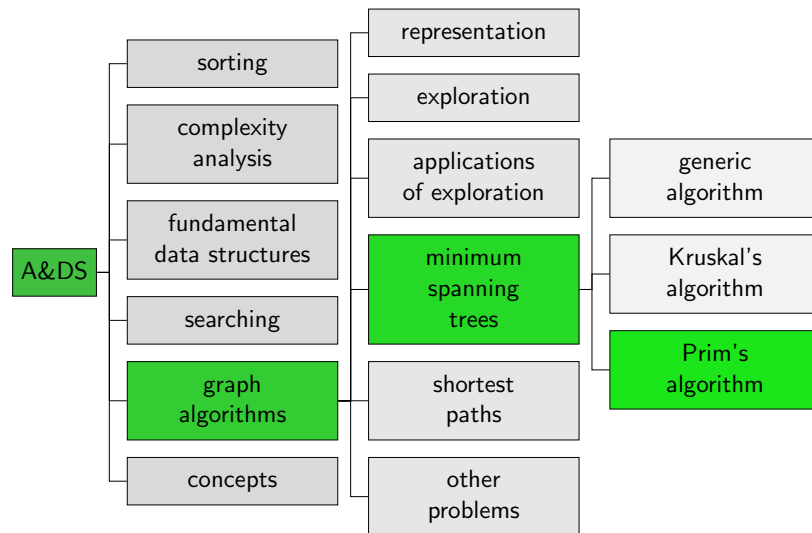 A&DS
sorting
complexity
analysis
fundamental
data structures
searching
graph
algorithms
concepts
representation
exploration
applications
of exploration
minimum
spanning
trees
shortest
paths
other
problems
generic
algorithm
Kruskal's
algorithm
Prim's
algorithm